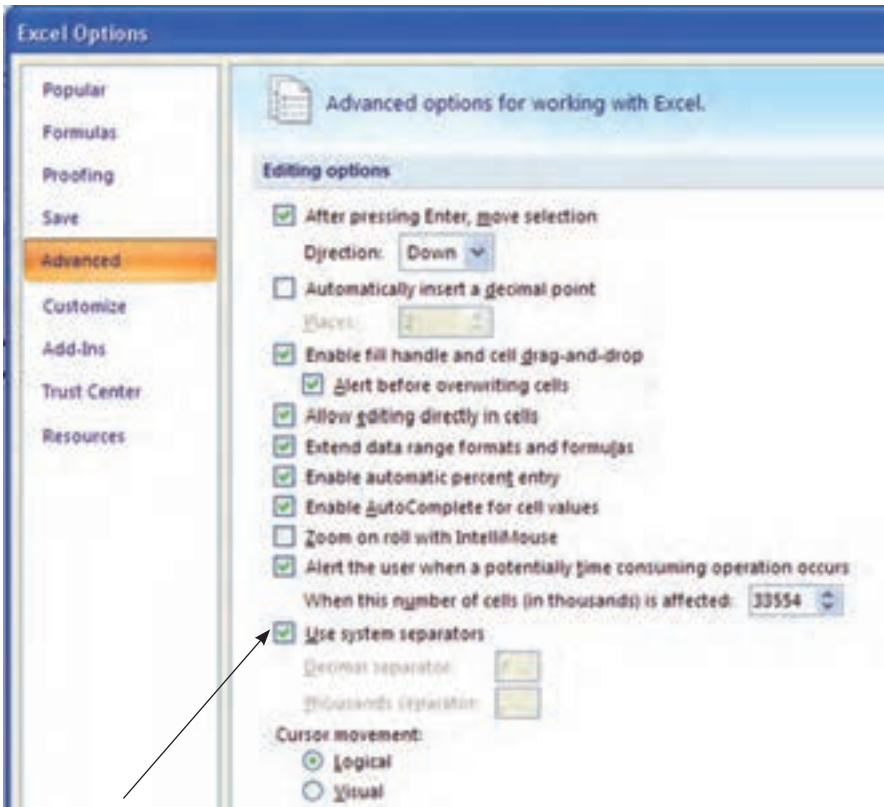 Excel Options
Popular
Formulas
Proofing
Save
Advanced
Customize
Add-Ins
Trust Center
Resources
Advanced options for working with Excel.
Editing options
After pressing Enter, move selection
Direction: Down
Automatically insert a decimal point
Places:
Enable fill handle and cell drag-and-drop
Alert before overwriting cells
Allow editing directly in cells
Extend data range formats and formulas
Enable automatic percent entry
Enable AutoComplete for cell values
Zoom on roll with IntelliMouse
Alert the user when a potentially time consuming operation occurs
When this number of cells (in thousands) is affected: 33554
Use system separators
Decimal separator:
Thousands separator:
Cursor movement:
Logical
Visual